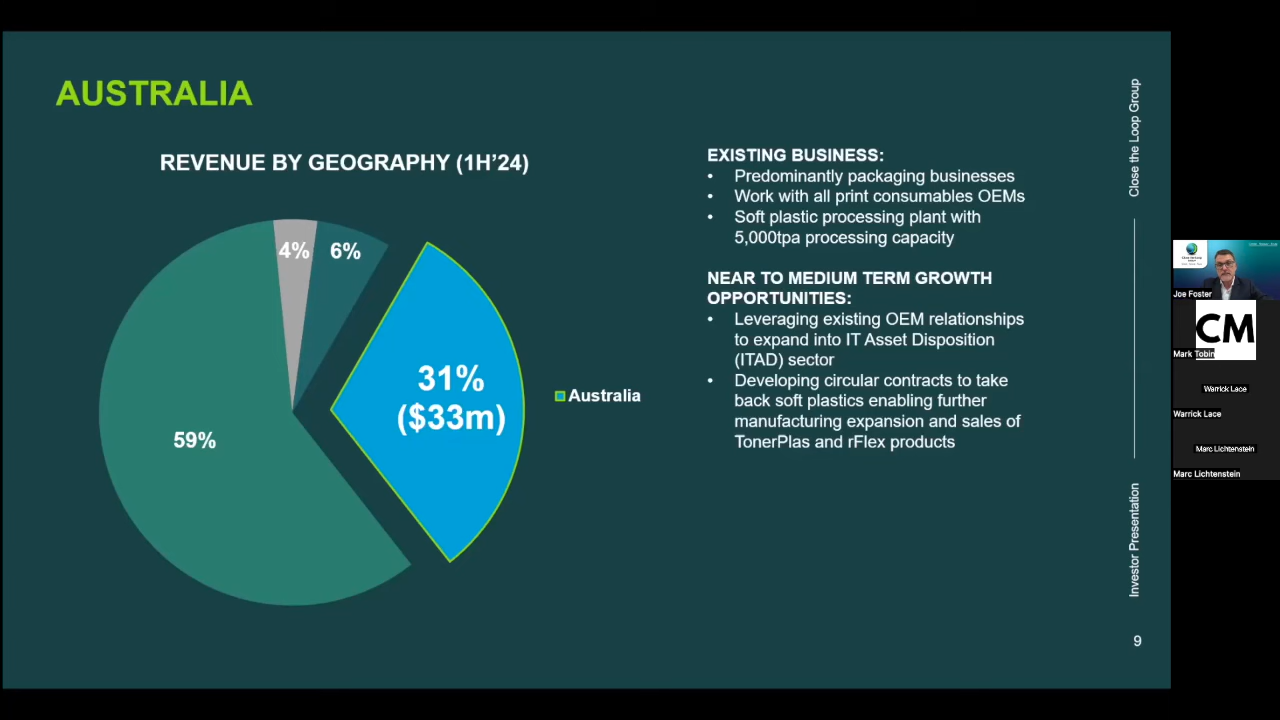 AUSTRALIA
REVENUE BY GEOGRAPHY (1H'24)
4%
6%
31%
($33m)
59%
Australia
EXISTING BUSINESS:
• Predominantly packaging businesses
• Work with all print consumables OEMs
• Soft plastic processing plant with
5,000tpa processing capacity
NEAR TO MEDIUM TERM GROWTH
OPPORTUNITIES:
• Leveraging existing OEM relationships
to expand into IT Asset Disposition
(ITAD) sector
• Developing circular contracts to take
back soft plastics enabling further
manufacturing expansion and sales of
TonerPlas and rFlex products
Close the Loop Group
Investor Presentation
9
Joe Foster
CM
Mark Tobin
Warrick Lace
Warrick Lace
Marc Lichtenstein
Marc Lichtenstein